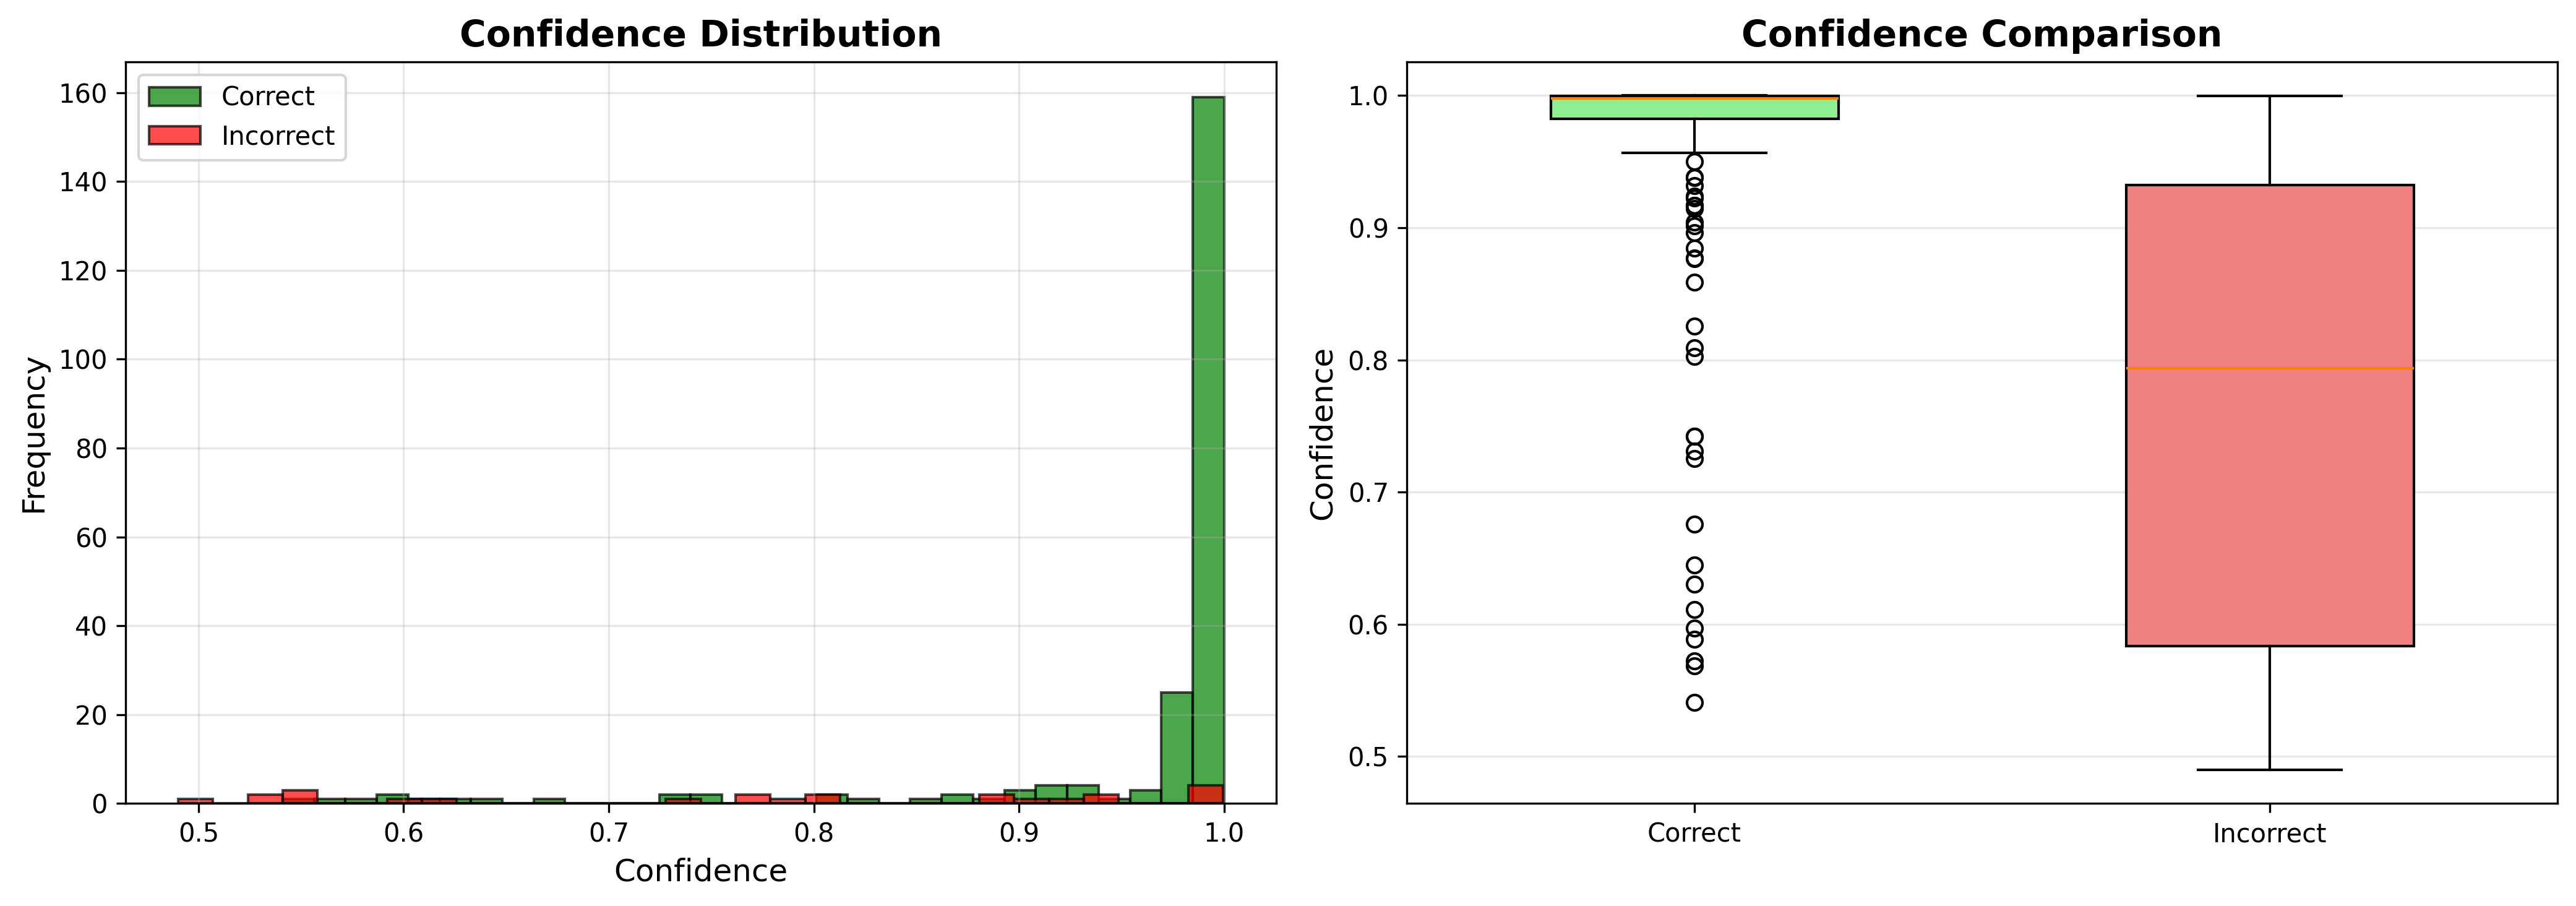 Confidence Distribution
Correct
Incorrect
160
140
120
100
80
60
40
20
0
Frequency
0.5 0.6 0.7 0.8 0.9 1.0
Confidence
Confidence Comparison
1.0
0.9
0.8
0.7
0.6
0.5
Confidence
Correct Incorrect